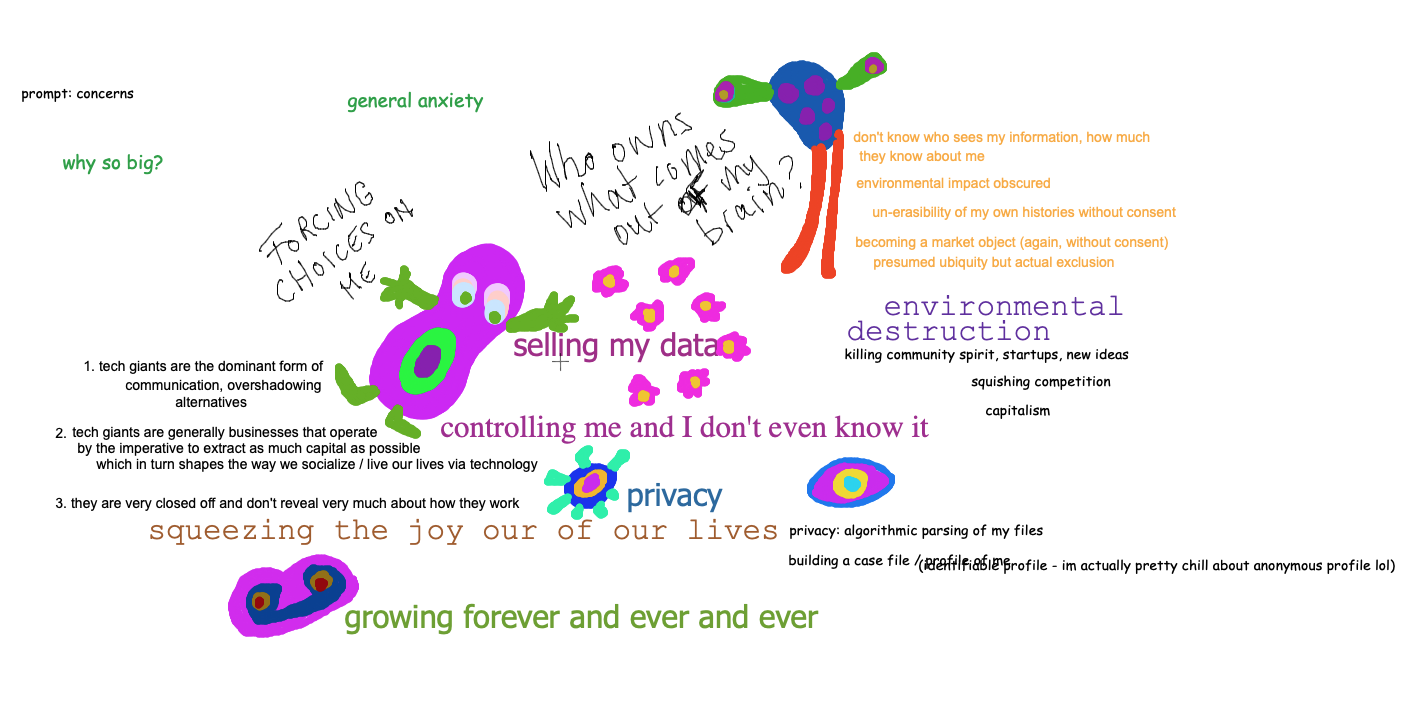 prompt: concerns
general anxiety
why so big?
FORCING
CHOICES ON
ME
Who owns
what comes
out of my
brain?
don't know who sees my information, how much
they know about me
environmental impact obscured
un-erasibility of my own histories without consent
becoming a market object (again, without consent)
presumed ubiquity but actual exclusion
environmental
destruction
killing community spirit, startups, new ideas
squishing competition
capitalism
selling my data
1. tech giants are the dominant form of
communication, overshadowing
alternatives
2. tech giants are generally businesses that operate
by the imperative to extract as much capital as possible
which in turn shapes the way we socialize / live our lives via technology
3. they are very closed off and don't reveal very much about how they work
controlling me and I don't even know it
privacy
squeezing the joy our of our lives
privacy: algorithmic parsing of my files
building a case file / profile of me
(identifiable profile - im actually pretty chill about anonymous profile lol)
growing forever and ever and ever